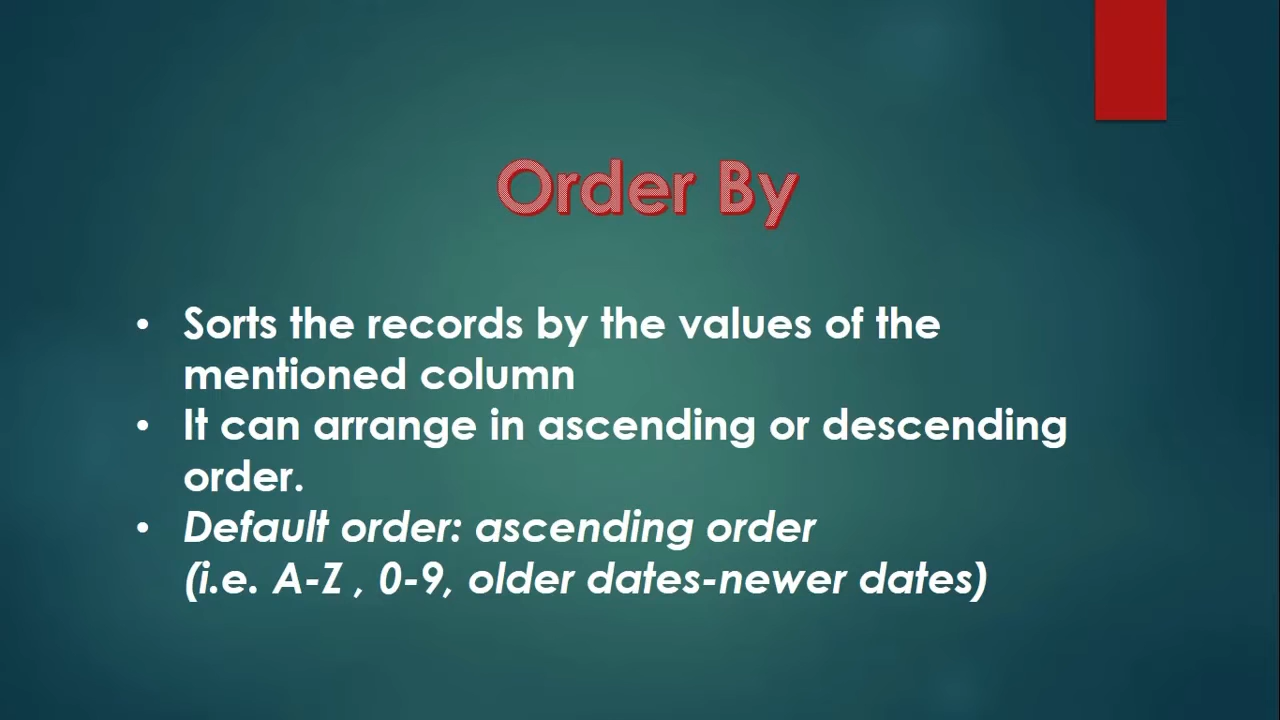 Order By
• Sorts the records by the values of the
mentioned column
• It can arrange in ascending or descending
order.
• Default order: ascending order
(i.e. A-Z , 0-9, older dates-newer dates)